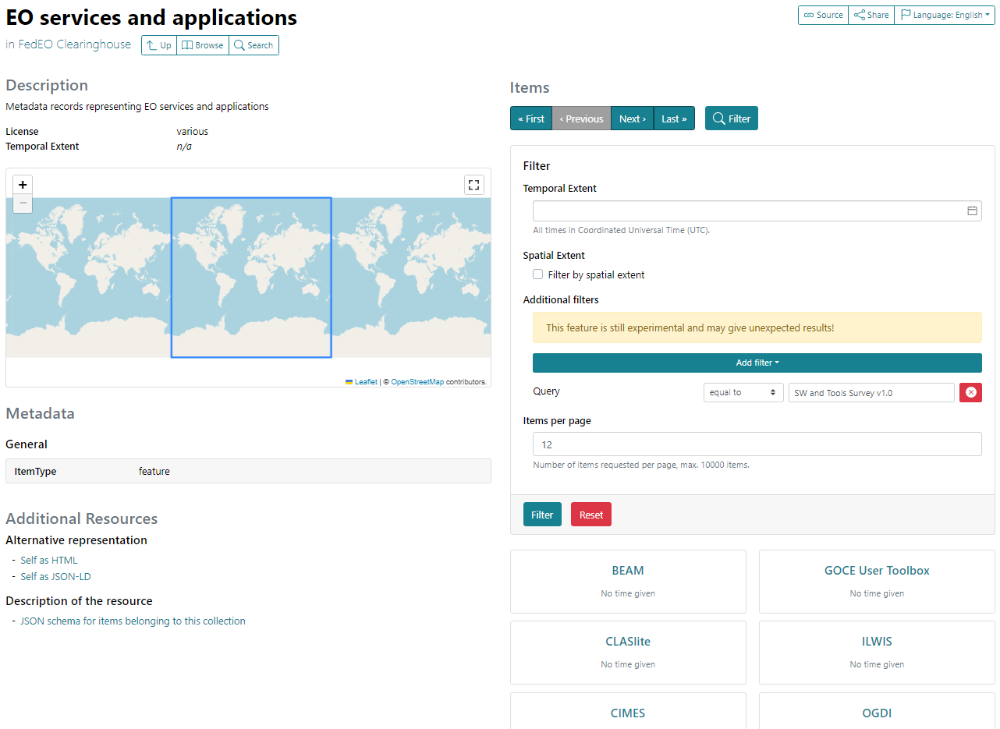 EO services and applications
in FedEO Clearinghouse
Up
Browse
Search
Source
Share
Language: English
Description
Metadata records representing EO services and applications
License various
Temporal Extent n/a
+
−
Leaflet | © OpenStreetMap contributors.
Metadata
General
ItemType feature
Additional Resources
Alternative representation
- Self as HTML
- Self as JSON-LD
Description of the resource
- JSON schema for items belonging to this collection
Items
« First
‹ Previous
Next ›
Last »
Filter
Filter
Temporal Extent
All times in Coordinated Universal Time (UTC).
Spatial Extent
Filter by spatial extent
Additional filters
This feature is still experimental and may give unexpected results!
Add filter
Query equal to SW and Tools Survey v1.0
Items per page
12
Number of items requested per page, max. 10000 items.
Filter
Reset
BEAM
No time given
GOCE User Toolbox
No time given
CLASlite
No time given
ILWIS
No time given
CIMES
OGDI